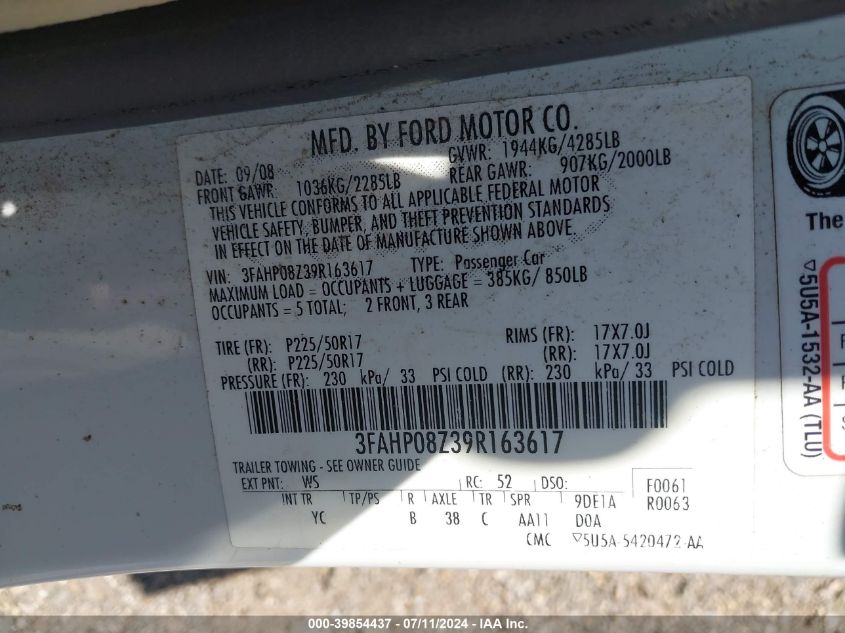 MFD. BY FORD MOTOR CO.
DATE: 09/08 GVWR: 1944KG/4285LB
FRONT GAWR: 1036KG/2285LB REAR GAWR: 907KG/2000LB
THIS VEHICLE CONFORMS TO ALL APPLICABLE FEDERAL MOTOR
VEHICLE SAFETY, BUMPER, AND THEFT PREVENTION STANDARDS
IN EFFECT ON THE DATE OF MANUFACTURE SHOWN ABOVE.
VIN: 3FAHP08Z39R163617 TYPE: Passenger Car
MAXIMUM LOAD = OCCUPANTS + LUGGAGE = 385KG/ 850LB
OCCUPANTS = 5 TOTAL; 2 FRONT, 3 REAR
TIRE (FR): P225/50R17 RIMS (FR): 17X7.0J
(RR): P225/50R17 (RR): 17X7.0J
PRESSURE (FR): 230 kPa/ 33 PSI COLD (RR): 230 kPa/ 33 PSI COLD
3FAHP08Z39R163617
TRAILER TOWING - SEE OWNER GUIDE
EXT PNT: WS RC: 52 DSO: F0061
INT TR TP/PS R AXLE TR SPR 9DE1A R0063
YC B 38 C AA11 D0A
CMC ▽5U5A-5420472-AA
The
▽5U5A-1532-AA (TLU)
000-39854437 - 07/11/2024 - IAA Inc.